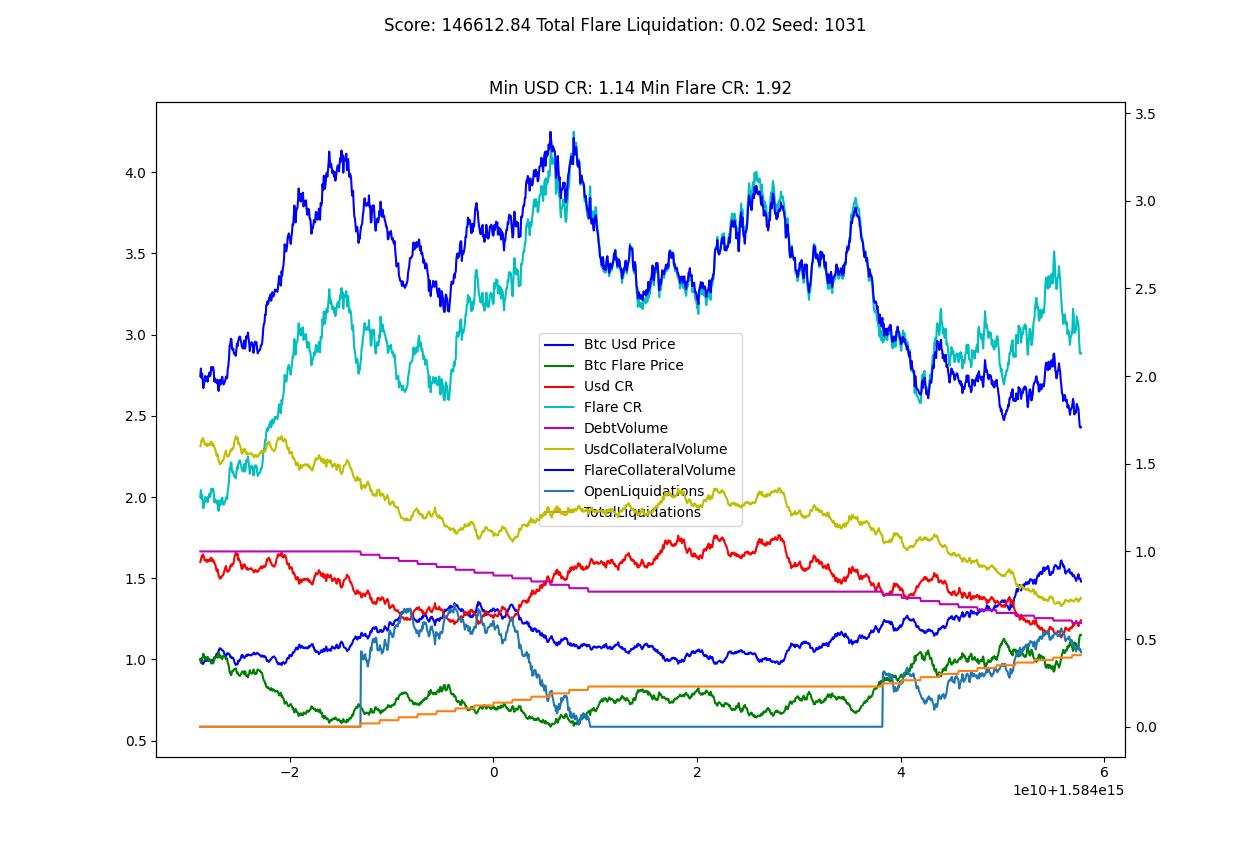 Score: 146612.84 Total Flare Liquidation: 0.02 Seed: 1031
Min USD CR: 1.14 Min Flare CR: 1.92
4.0
3.5
3.0
2.5
2.0
1.5
1.0
0.5
3.5
3.0
2.5
2.0
1.5
1.0
0.5
0.0
Btc Usd Price
Btc Flare Price
Usd CR
Flare CR
DebtVolume
UsdCollateralVolume
FlareCollateralVolume
OpenLiquidations
TotalLiquidations
−2 0 2 4 6
1e10+1.584e15